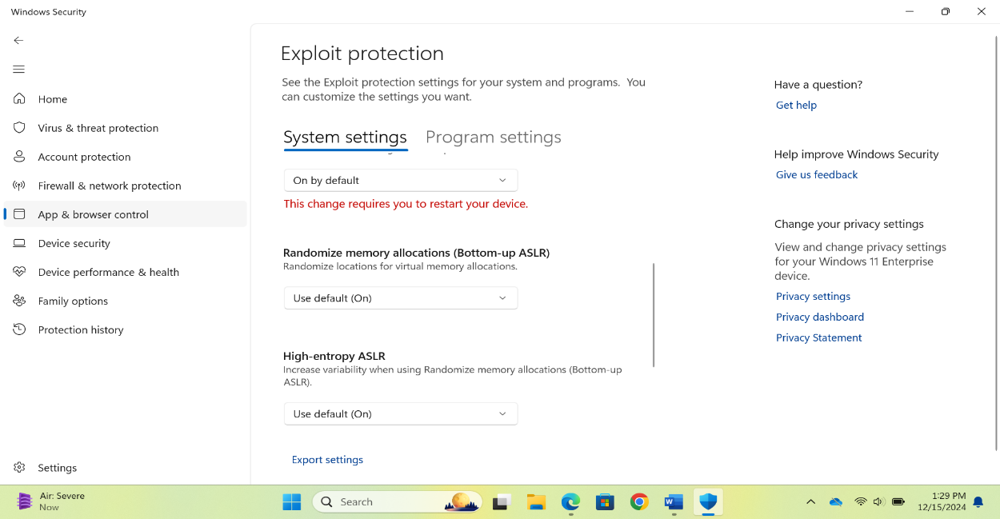 Windows Security
Home
Virus & threat protection
Account protection
Firewall & network protection
App & browser control
Device security
Device performance & health
Family options
Protection history
Settings
Exploit protection
See the Exploit protection settings for your system and programs.  You
can customize the settings you want.
System settings
Program settings
On by default
This change requires you to restart your device.
Randomize memory allocations (Bottom-up ASLR)
Randomize locations for virtual memory allocations.
Use default (On)
High-entropy ASLR
Increase variability when using Randomize memory allocations (Bottom-up
ASLR).
Use default (On)
Export settings
Have a question?
Get help
Help improve Windows Security
Give us feedback
Change your privacy settings
View and change privacy settings
for your Windows 11 Enterprise
device.
Privacy settings
Privacy dashboard
Privacy Statement
Air: Severe
Now
Search
W
1:29 PM
12/15/2024